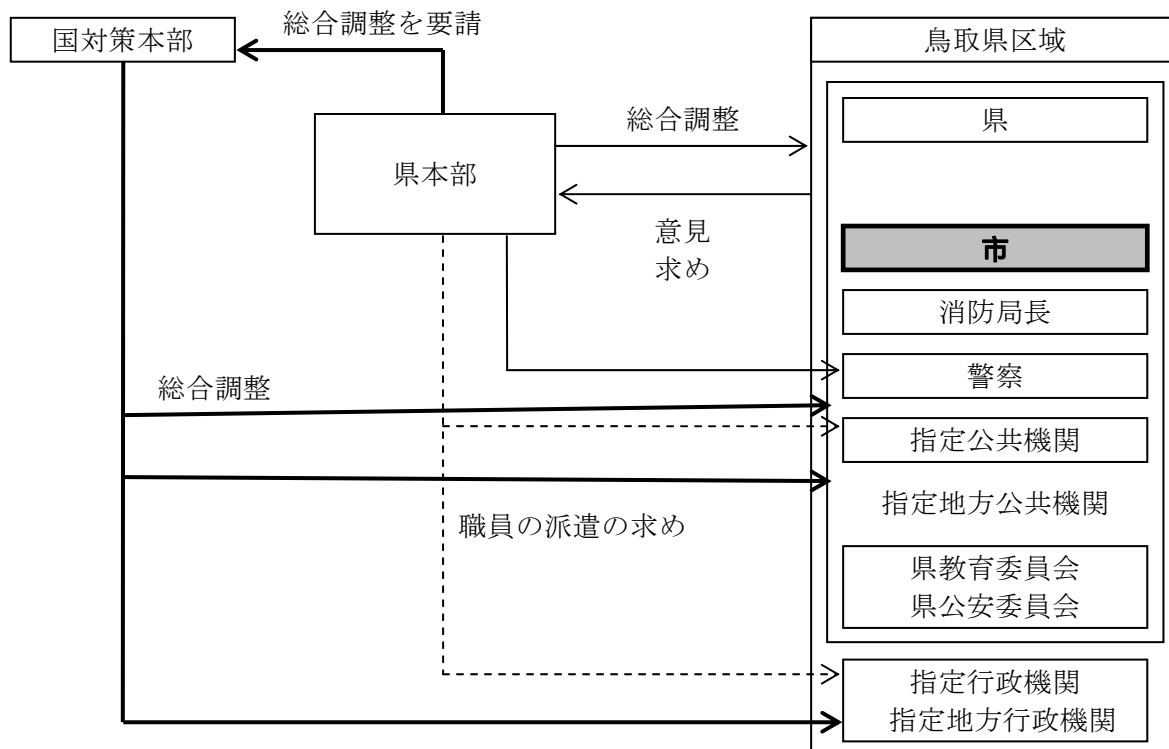 国対策本部
総合調整を要請
鳥取県区域
県
総合調整
県本部
意見
求め
市
消防局長
警察
総合調整
指定公共機関
指定地方公共機関
職員の派遣の求め
県教育委員会
県公安委員会
指定行政機関
指定地方行政機関